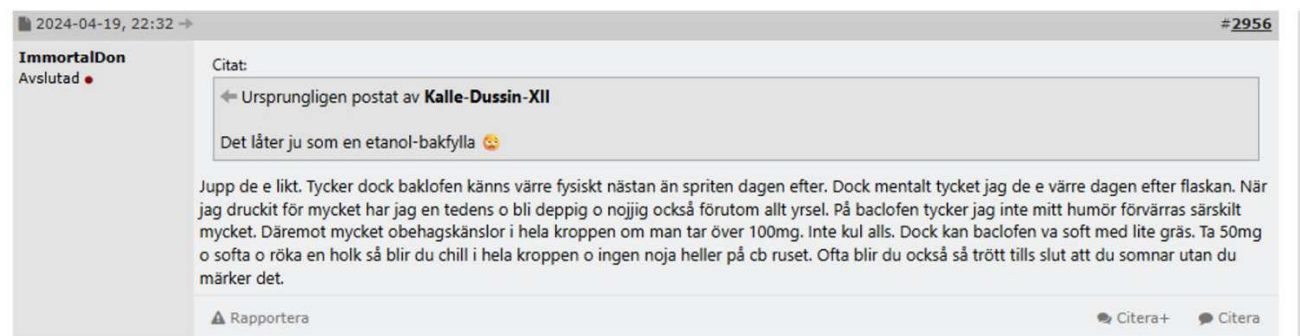 2024-04-19, 22:32
#2956
ImmortalDon
Avslutad
Citat:
Ursprungligen postat av Kalle-Dussin-XII
Det låter ju som en etanol-bakfylla
Jupp de e likt. Tycker dock baklofen känns värre fysiskt nästan än spriten dagen efter. Dock mentalt tycket jag de e värre dagen efter flaskan. När
jag druckit för mycket har jag en tedens o bli deppig o nojjig också förutom allt yrsel. På baclofen tycker jag inte mitt humör förvärras särskilt
mycket. Däremot mycket obehagskänslor i hela kroppen om man tar över 100mg. Inte kul alls. Dock kan baclofen va soft med lite gräs. Ta 50mg
o softa o röka en holk så blir du chill i hela kroppen o ingen noja heller på cb ruset. Ofta blir du också så trött tills slut att du somnar utan du
märker det.
Rapportera
Citera+
Citera